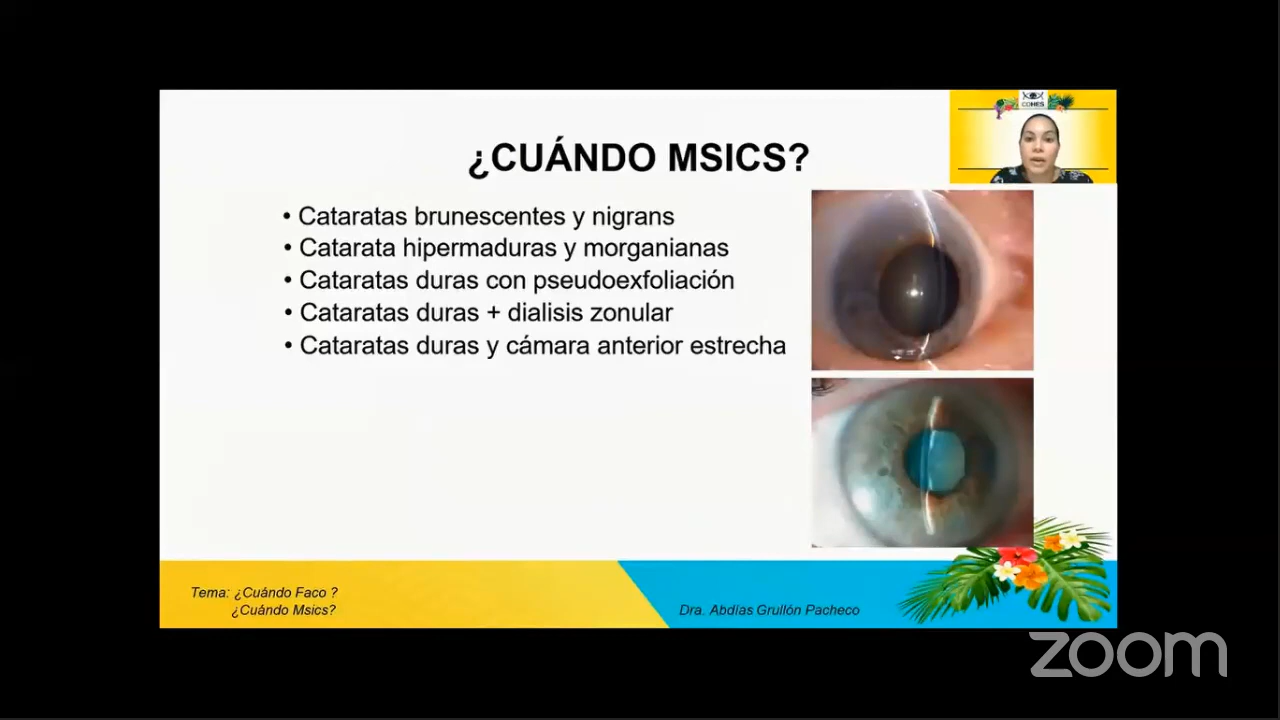 COHES
¿CUÁNDO MSICS?
• Cataratas brunescentes y nigrans
• Catarata hipermaduras y morganianas
• Cataratas duras con pseudoexfoliación
• Cataratas duras + dialisis zonular
• Cataratas duras y cámara anterior estrecha
Tema: ¿Cuándo Faco ?
¿Cuándo Msics?
Dra. Abdías Grullón Pacheco
zoom